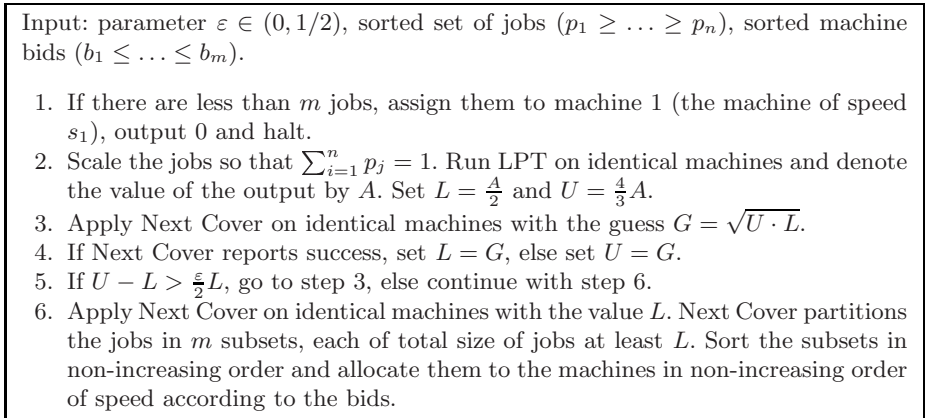 Input: parameter ε ∈ (0, 1/2), sorted set of jobs (p₁ ≥ … ≥ pₙ), sorted machine
bids (b₁ ≤ … ≤ bₘ).
1. If there are less than m jobs, assign them to machine 1 (the machine of speed
s₁), output 0 and halt.
2. Scale the jobs so that ∑ⁿᵢ₌₁ pⱼ = 1. Run LPT on identical machines and denote
the value of the output by A. Set L = A/2 and U = 4/3 A.
3. Apply Next Cover on identical machines with the guess G = √(U · L).
4. If Next Cover reports success, set L = G, else set U = G.
5. If U − L > ε/2 L, go to step 3, else continue with step 6.
6. Apply Next Cover on identical machines with the value L. Next Cover partitions
the jobs in m subsets, each of total size of jobs at least L. Sort the subsets in
non-increasing order and allocate them to the machines in non-increasing order
of speed according to the bids.